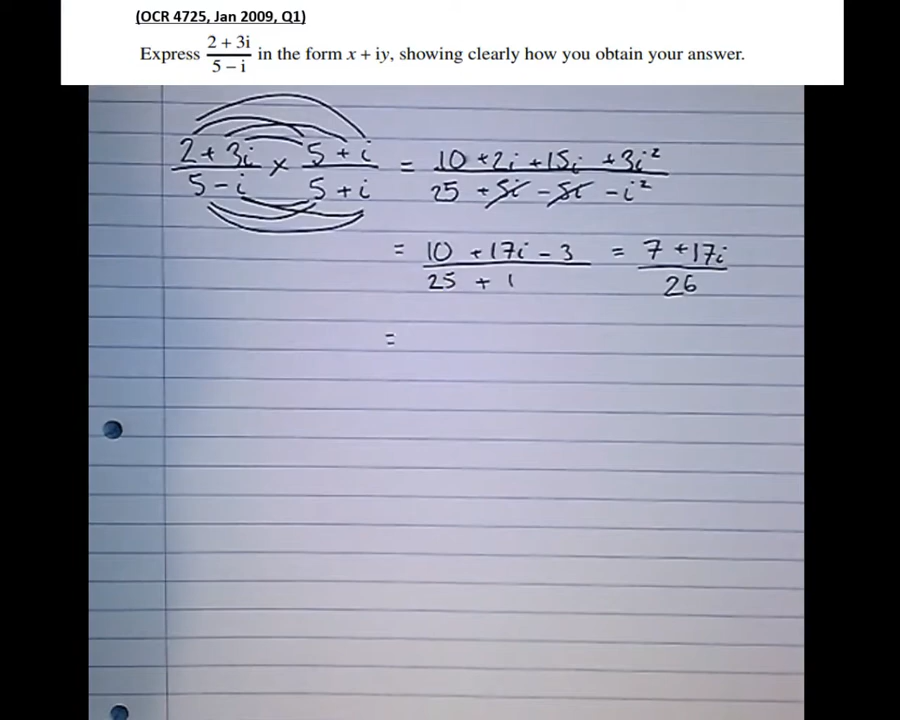 (OCR 4725, Jan 2009, Q1)
Express (2 + 3i)/(5 – i) in the form x + iy, showing clearly how you obtain your answer.
(2 + 3i)/(5 - i) × (5 + i)/(5 + i) = (10 + 2i + 15i + 3i²)/(25 + 5i - 5i - i²)
= (10 + 17i - 3)/(25 + 1) = (7 + 17i)/26
=